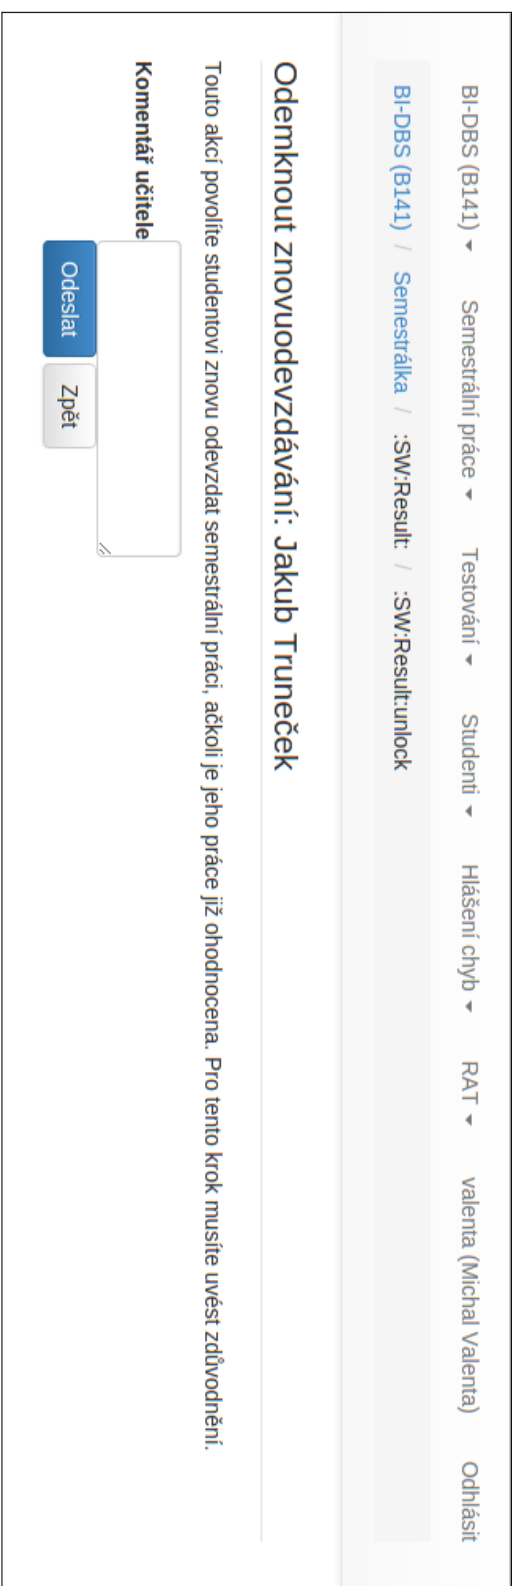 BI-DBS (B141) Semestrální práce Testování Studenti Hlášení chyb RAT valenta (Michal Valenta) Odhlásit
BI-DBS (B141) / Semestrálka / :SW:Result: / :SW:Result:unlock
Odemknout znovuodevzdávání: Jakub Truneček
Touto akcí povolíte studentovi znovu odevzdat semestrální práci, ačkoli je jeho práce již ohodnocena. Pro tento krok musíte uvést zdůvodnění.
Komentář učitele
Odeslat Zpět